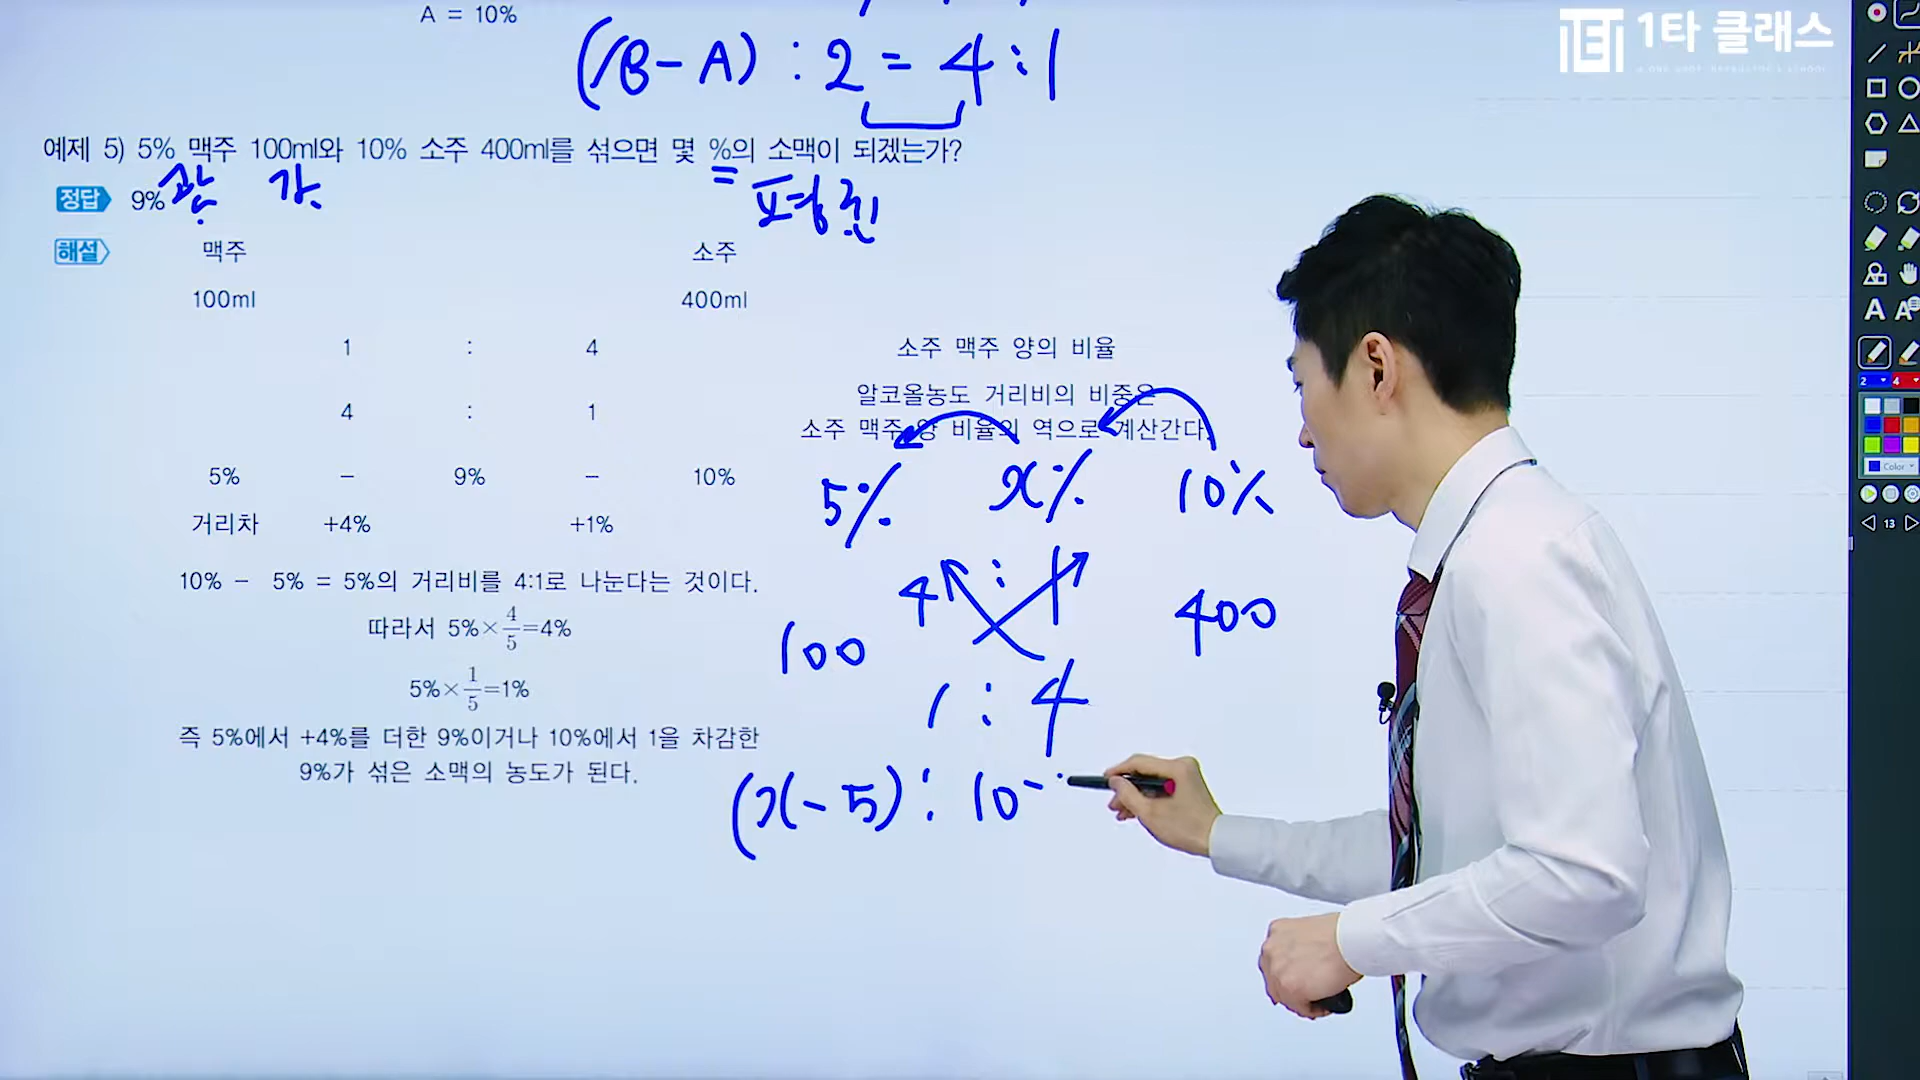 A = 10%
1타 클래스
(B-A) : 2 = 4 : 1
예제 5) 5% 맥주 100ml와 10% 소주 400ml를 섞으면 몇 %의 소맥이 되겠는가?
정답 9%
평균
해설 맥주 소주
100ml 400ml
1 : 4 소주 맥주 양의 비율
알코올농도 거리비의 비중은
4 : 1 소주 맥주 양 비율의 역으로 계산간다.
5% - 9% - 10%
거리차 +4% +1%
5% x% 10%
10% - 5% = 5%의 거리비를 4:1로 나눈다는 것이다.
4 : 1
따라서 5%×4/5=4%
100 400
5%×1/5=1%
1 : 4
즉 5%에서 +4%를 더한 9%이거나 10%에서 1을 차감한
9%가 섞은 소맥의 농도가 된다.
(x-5) : 10-
A A
2 4
Color
13